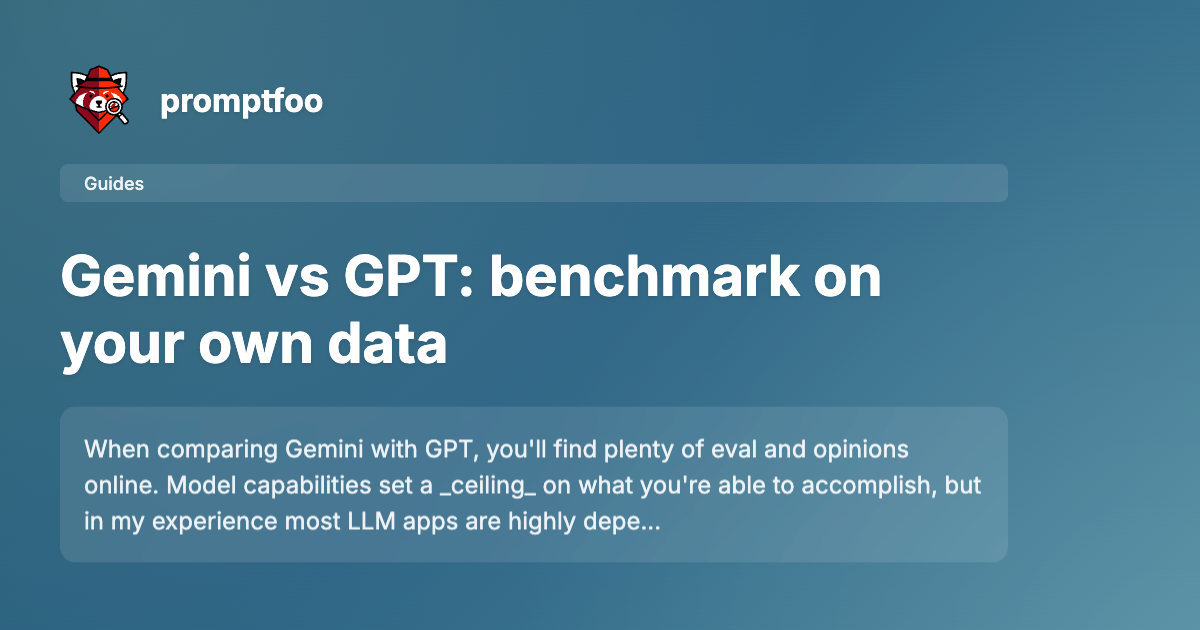 promptfoo
Guides
Gemini vs GPT: benchmark on
your own data
When comparing Gemini with GPT, you'll find plenty of eval and opinions
online. Model capabilities set a _ceiling_ on what you're able to accomplish, but
in my experience most LLM apps are highly depe...